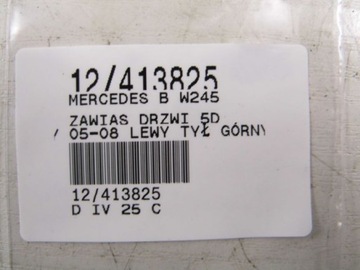 12/413825
MERCEDES B W245
ZAWIAS DRZWI 5D
/ 05-08 LEWY TYŁ GÓRNY
12/413825
D IV 25 C